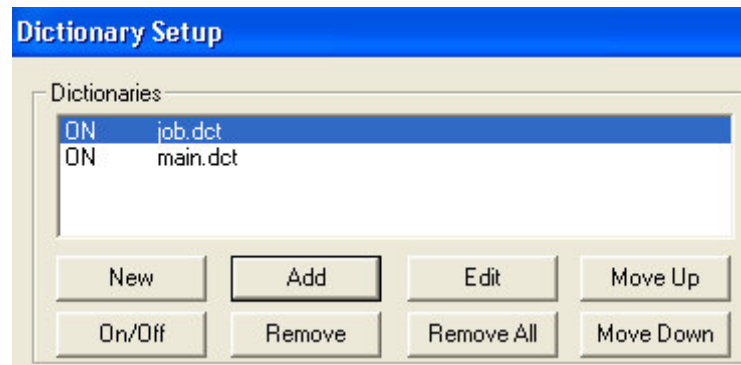 Dictionary Setup
Dictionaries
ON job.dct
ON main.dct
New Add Edit Move Up
On/Off Remove Remove All Move Down